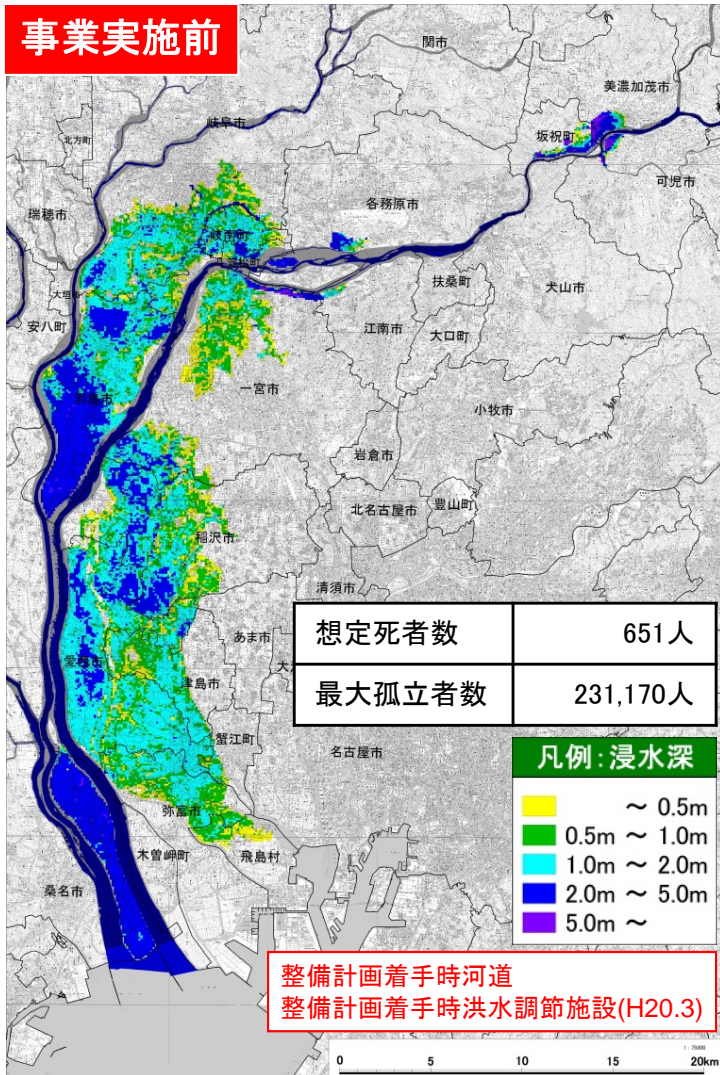 事業実施前
関市
美濃加茂市
岐阜市
坂祝町
北方町
可児市
各務原市
瑞穂市
岐南町
扶桑町
犬山市
安八町
江南市
大口町
羽島市
一宮市
小牧市
岩倉市
北名古屋市
豊山町
稲沢市
清須市
想定死者数 651人
最大孤立者数 231,170人
あま市
愛西市
津島市
蟹江町
名古屋市
凡例:浸水深
~ 0.5m
0.5m ~ 1.0m
1.0m ~ 2.0m
2.0m ~ 5.0m
5.0m ~
弥富市
木曽岬町
飛島村
桑名市
整備計画着手時河道
整備計画着手時洪水調節施設(H20.3)
1 : 75000
0 5 10 15 20km